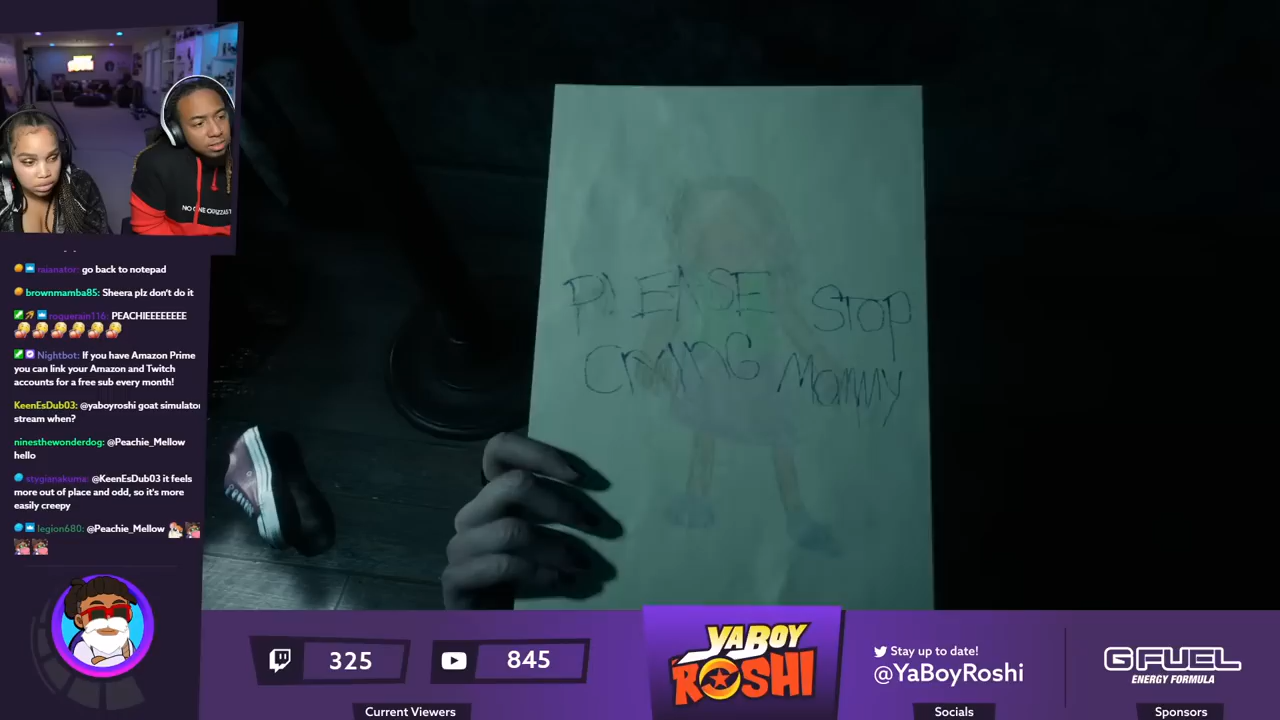 PLEASE STOP
CRYING MOMMY
NO ONE
raianator: go back to notepad
brownmamba85: Sheera plz don't do it
roguerain116: PEACHIEEEEEEE
Nightbot: If you have Amazon Prime
you can link your
Amazon and Twitch
accounts for a free sub every month!
KeenEsDub03: @yaboyroshi goat simulator
stream when?
ninesthewonderdog: @Peachie_Mellow
hello
stygianakuma: @KeenEsDub03 it feels
more out of place and odd, so it's more
easily creepy
legion680: @Peachie_Mellow
325
845
Current Viewers
YABOY
ROSHI
Stay up to date!
@YaBoyRoshi
Socials
G FUEL
ENERGY FORMULA
Sponsors